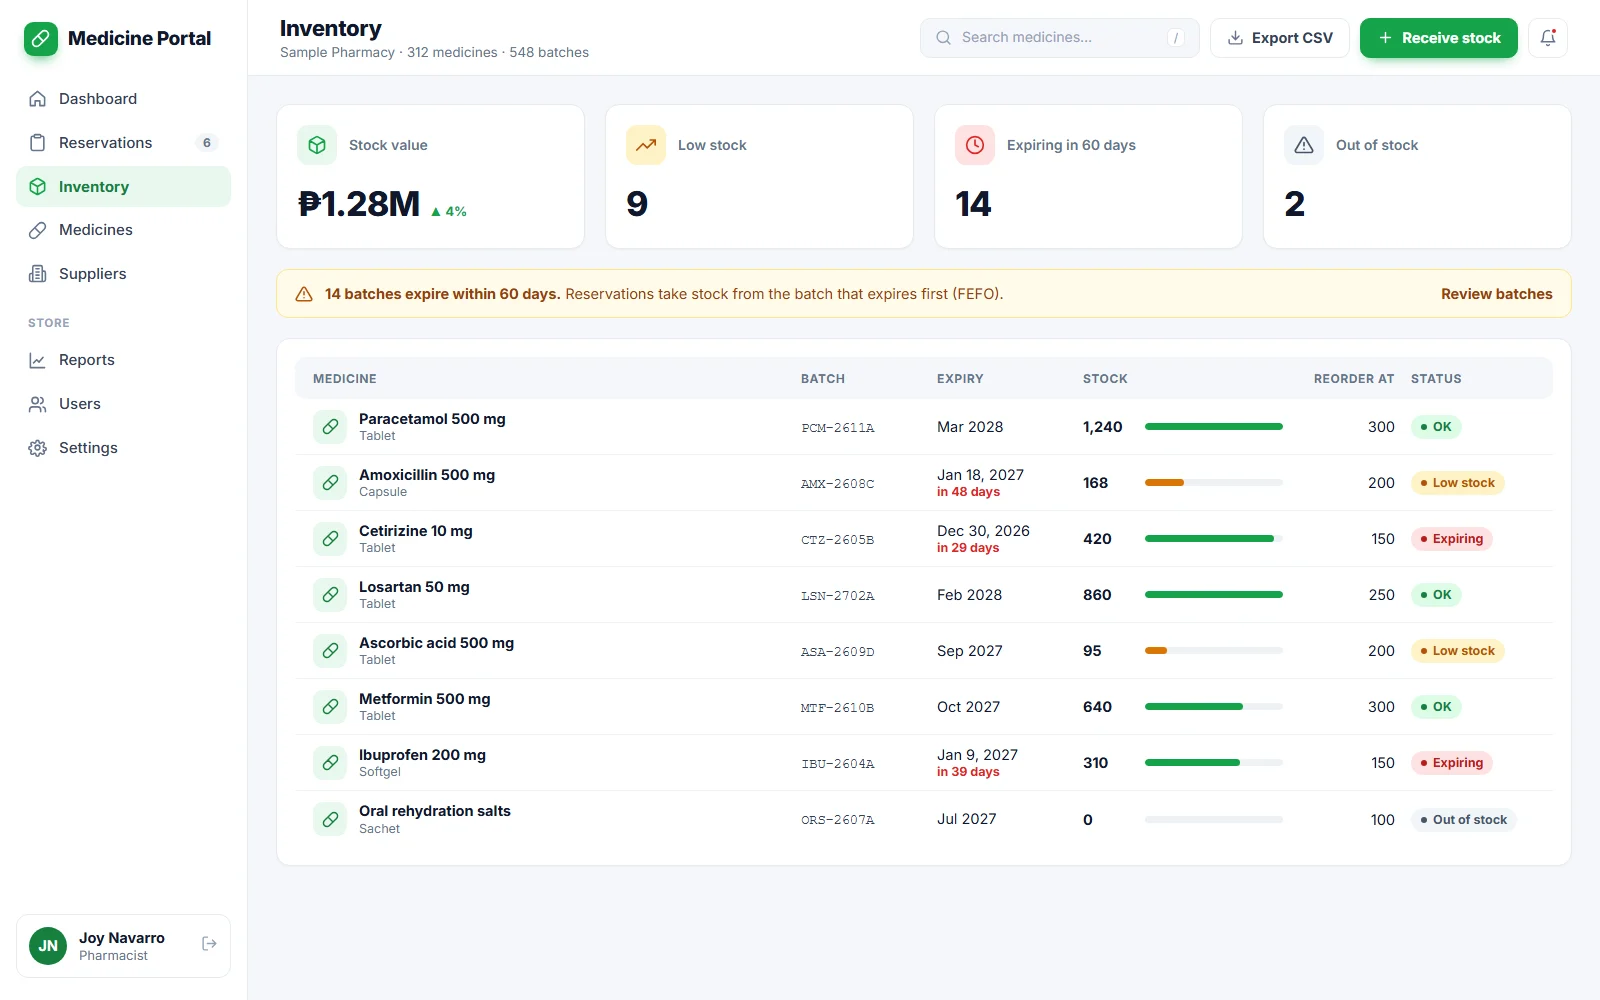 Medicine Portal
Dashboard
Reservations 6
Inventory
Medicines
Suppliers
STORE
Reports
Users
Settings
JN
Joy Navarro
Pharmacist
Inventory
Sample Pharmacy · 312 medicines · 548 batches
Search medicines... /
Export CSV
+ Receive stock
Stock value
₱1.28M ▲ 4%
Low stock
9
Expiring in 60 days
14
Out of stock
2
14 batches expire within 60 days. Reservations take stock from the batch that expires first (FEFO). Review batches
MEDICINE BATCH EXPIRY STOCK REORDER AT STATUS
Paracetamol 500 mg
Tablet
PCM-2611A Mar 2028 1,240 300 OK
Amoxicillin 500 mg
Capsule
AMX-2608C Jan 18, 2027
in 48 days
168 200 Low stock
Cetirizine 10 mg
Tablet
CTZ-2605B Dec 30, 2026
in 29 days
420 150 Expiring
Losartan 50 mg
Tablet
LSN-2702A Feb 2028 860 250 OK
Ascorbic acid 500 mg
Tablet
ASA-2609D Sep 2027 95 200 Low stock
Metformin 500 mg
Tablet
MTF-2610B Oct 2027 640 300 OK
Ibuprofen 200 mg
Softgel
IBU-2604A Jan 9, 2027
in 39 days
310 150 Expiring
Oral rehydration salts
Sachet
ORS-2607A Jul 2027 0 100 Out of stock